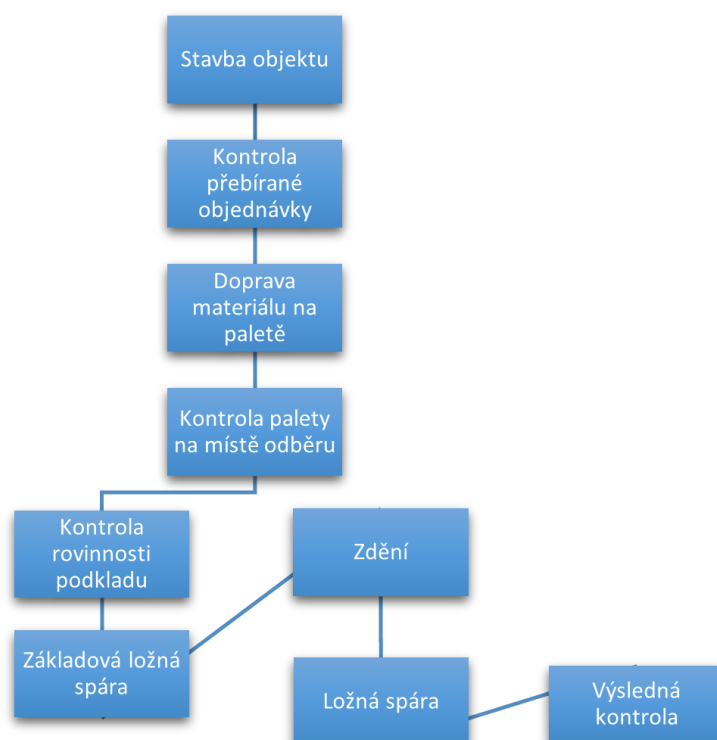 Stavba objektu
Kontrola
přebírané
objednávky
Doprava
materiálu na
paletě
Kontrola palety
na místě odběru
Kontrola
rovinnosti
podkladu
Základová ložná
spára
Zdění
Ložná spára
Výsledná
kontrola